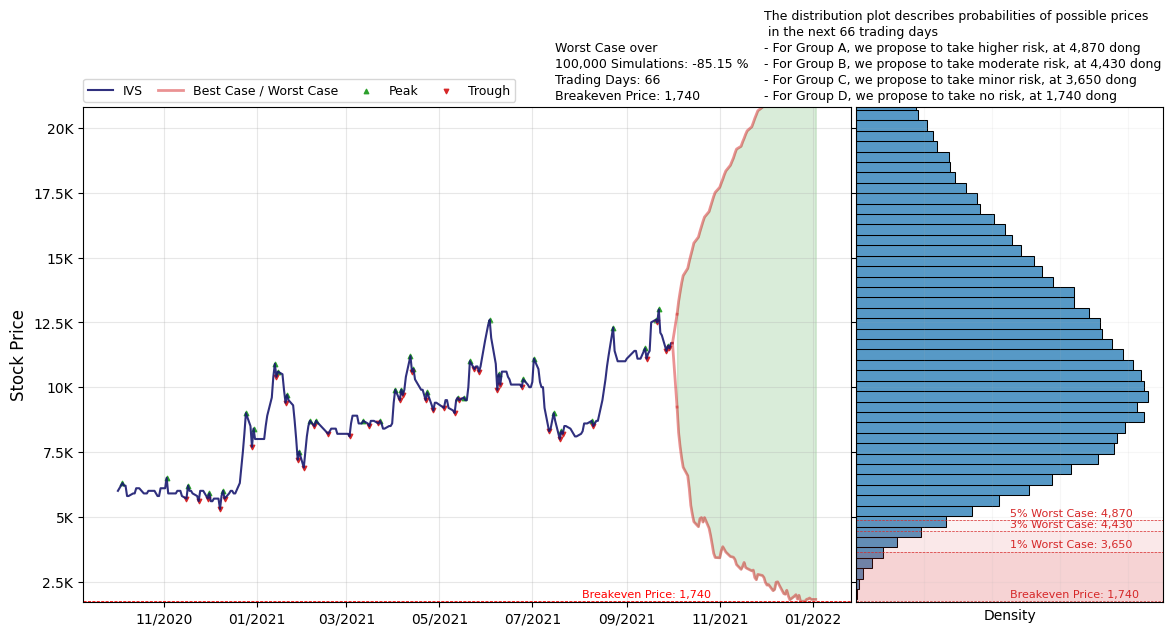 The distribution plot describes probabilities of possible prices
in the next 66 trading days
- For Group A, we propose to take higher risk, at 4,870 dong
- For Group B, we propose to take moderate risk, at 4,430 dong
- For Group C, we propose to take minor risk, at 3,650 dong
- For Group D, we propose to take no risk, at 1,740 dong
Worst Case over
100,000 Simulations: -85.15 %
Trading Days: 66
Breakeven Price: 1,740
IVS
Best Case / Worst Case
Peak
Trough
Stock Price
20K
17.5K
15K
12.5K
10K
7.5K
5K
2.5K
Breakeven Price: 1,740
11/2020
01/2021
03/2021
05/2021
07/2021
09/2021
11/2021
01/2022
5% Worst Case: 4,870
3% Worst Case: 4,430
1% Worst Case: 3,650
Breakeven Price: 1,740
Density